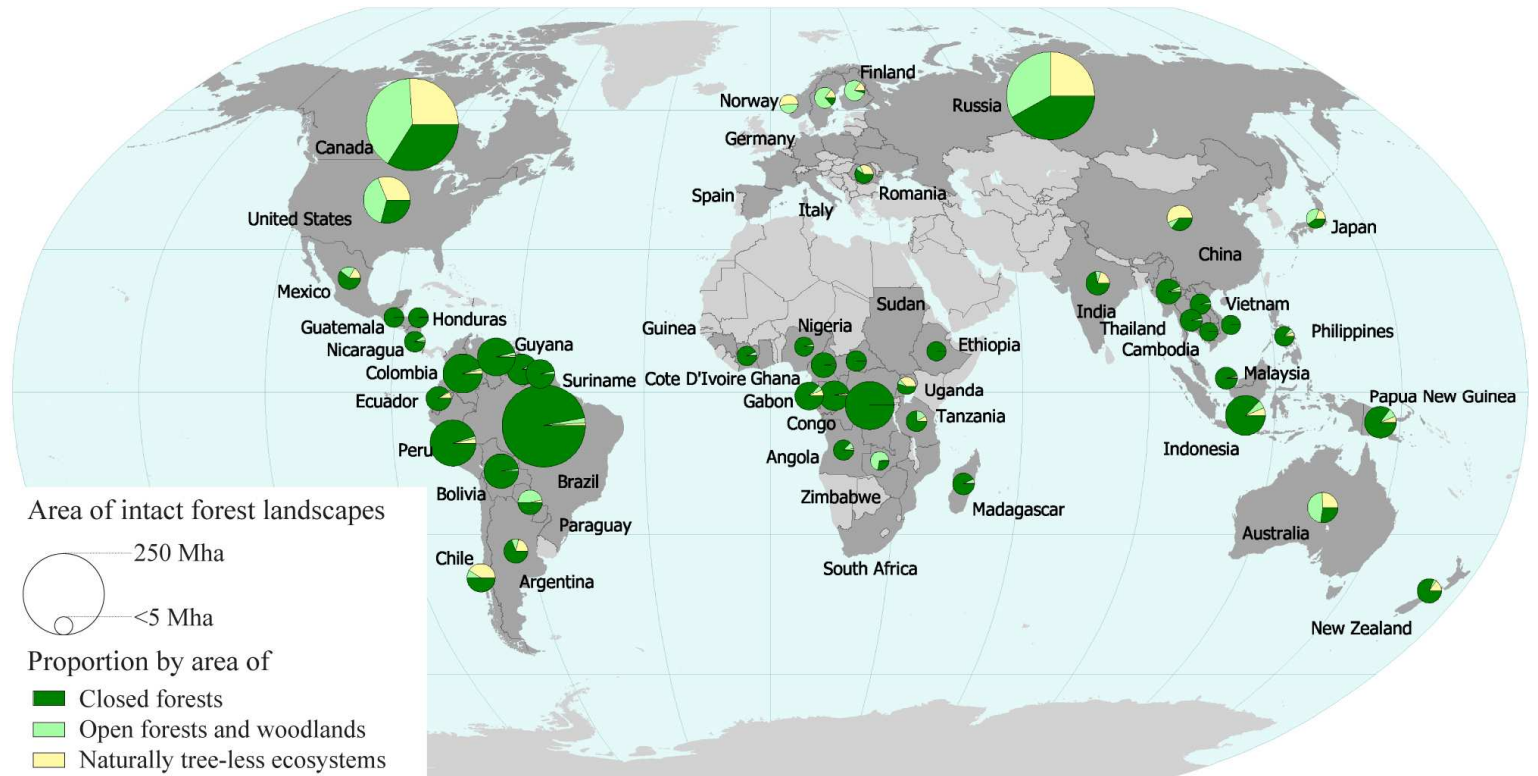 Finland
Norway
Russia
Germany
Canada
Romania
Spain
Italy
United States
Japan
China
Mexico
India
Sudan
Vietnam
Guatemala
Honduras
Guinea
Nigeria
Thailand
Philippines
Nicaragua
Guyana
Ethiopia
Cambodia
Colombia
Suriname
Cote D'Ivoire Ghana
Malaysia
Ecuador
Gabon
Uganda
Papua New Guinea
Congo
Tanzania
Peru
Indonesia
Angola
Brazil
Bolivia
Zimbabwe
Madagascar
Paraguay
Australia
Chile
Argentina
South Africa
New Zealand
Area of intact forest landscapes
250 Mha
<5 Mha
Proportion by area of
Closed forests
Open forests and woodlands
Naturally tree-less ecosystems